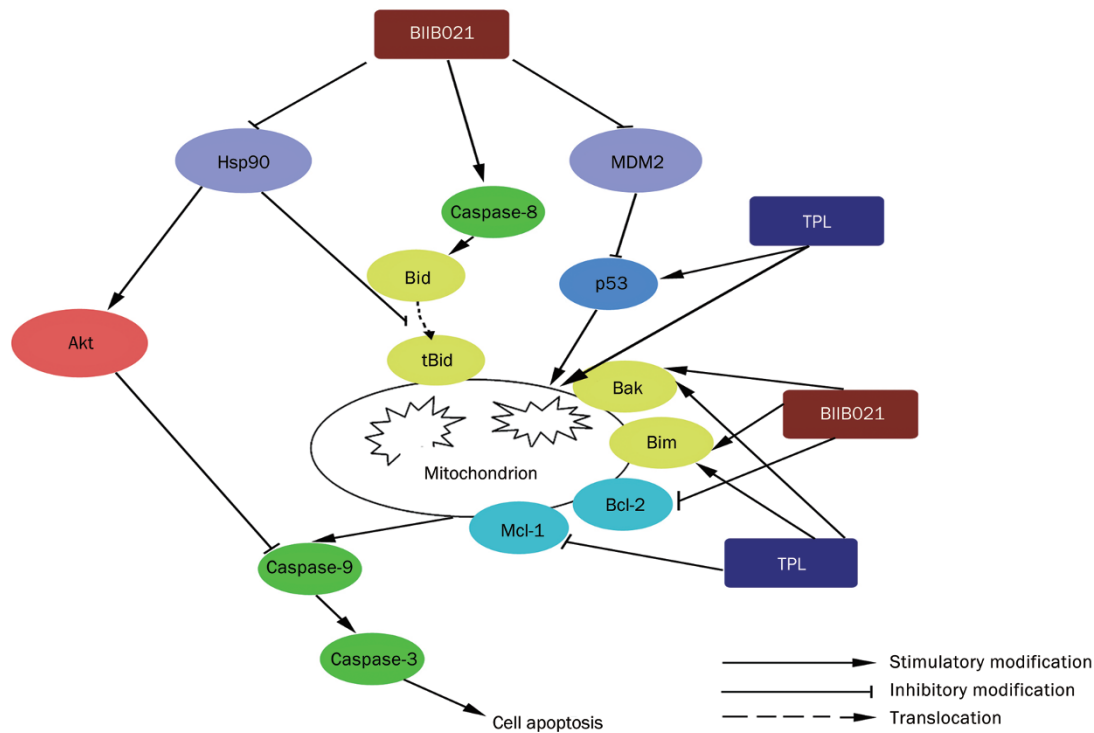 BIIB021
Hsp90
MDM2
Caspase-8
TPL
Bid
p53
Akt
tBid
Bak
BIIB021
Bim
Mitochondrion
Bcl-2
Mcl-1
TPL
Caspase-9
Caspase-3
Stimulatory modification
Inhibitory modification
Cell apoptosis
Translocation